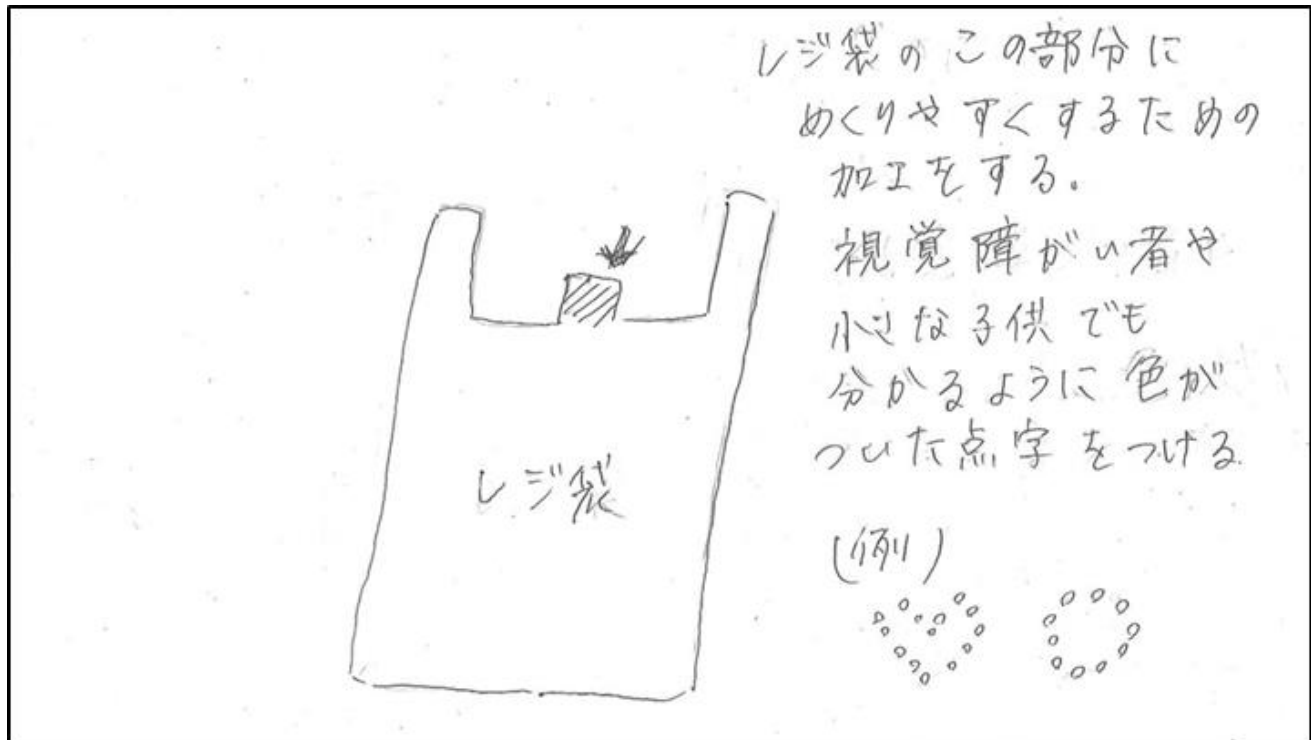 レジ袋のこの部分に
めくりやすくするための
加工をする。
視覚障がい者や
小さな子供でも
分かるように色が
ついた点字をつける
(例)
レジ袋